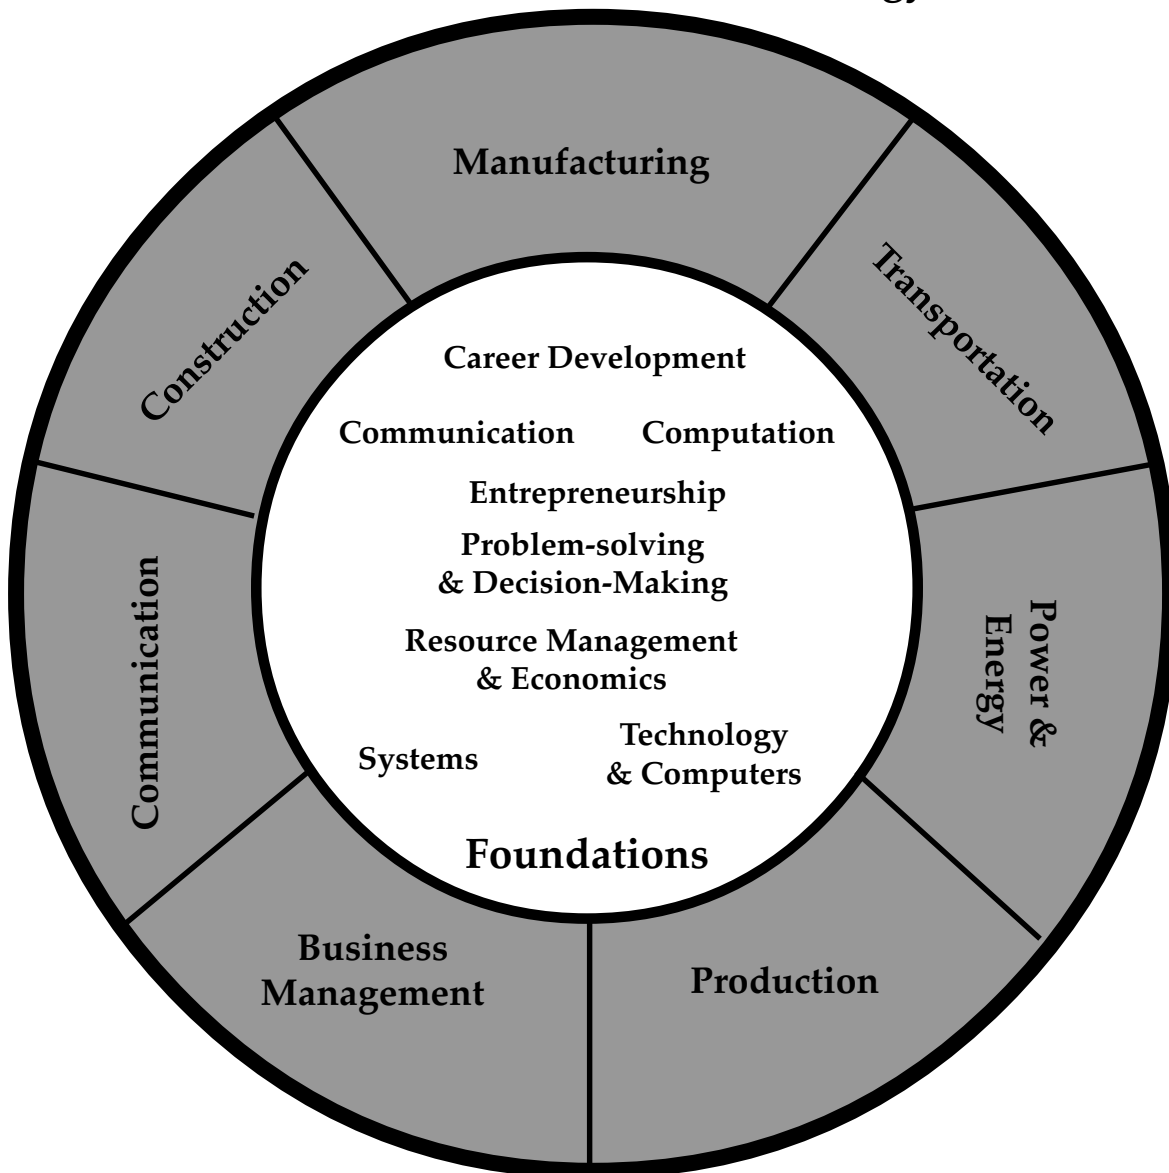 Manufacturing
Construction
Transportation
Career Development
Communication
Computation
Entrepreneurship
Problem-solving
& Decision-Making
Communication
Power &
Energy
Resource Management
& Economics
Systems
Technology
& Computers
Foundations
Business
Management
Production